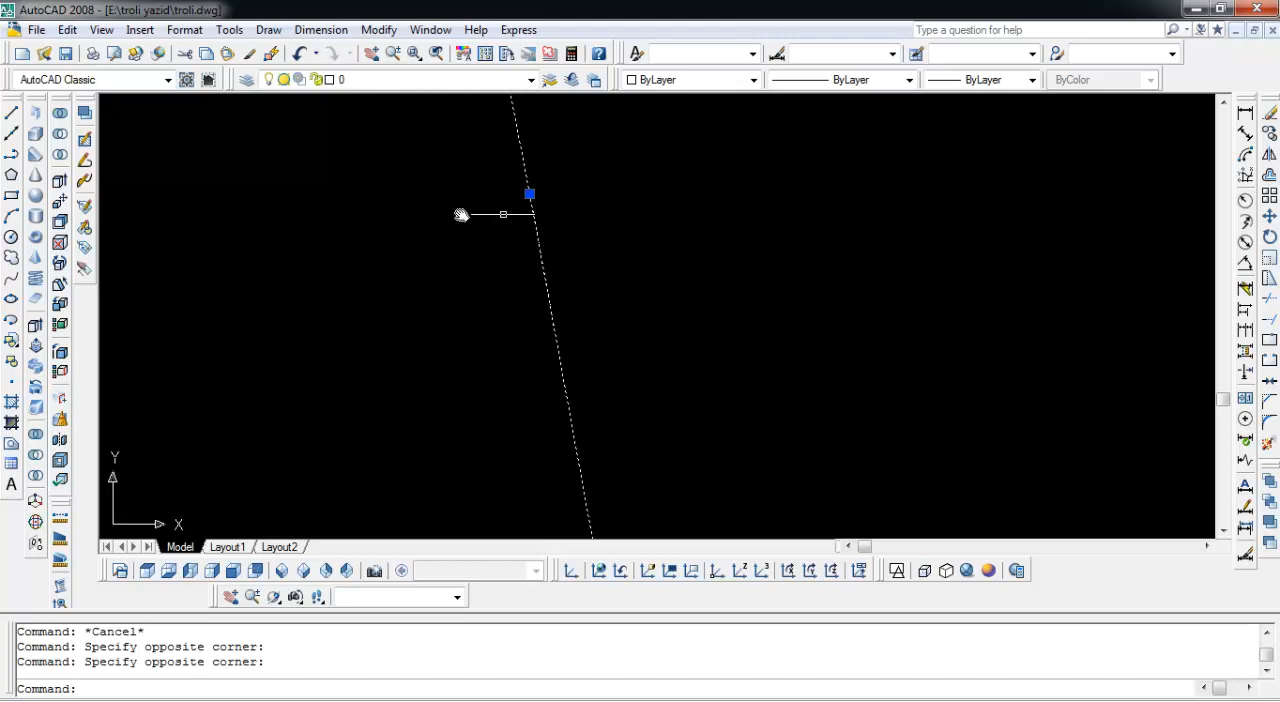 AutoCAD 2008 - [E:\troli yazid\troli.dwg]
File Edit View Insert Format Tools Draw Dimension Modify Window Help Express
Type a question for help
AutoCAD Classic
0
ByLayer
ByLayer
ByLayer
ByColor
A
Y
X
Model Layout1 Layout2
Command: *Cancel*
Command: Specify opposite corner:
Command: Specify opposite corner:
Command: